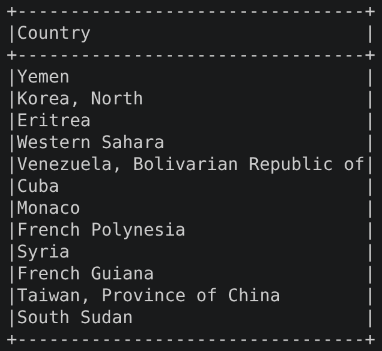 +---------------------------------+
|Country                          |
+---------------------------------+
|Yemen                            |
|Korea, North                     |
|Eritrea                          |
|Western Sahara                   |
|Venezuela, Bolivarian Republic of|
|Cuba                             |
|Monaco                           |
|French Polynesia                 |
|Syria                            |
|French Guiana                    |
|Taiwan, Province of China        |
|South Sudan                      |
+---------------------------------+